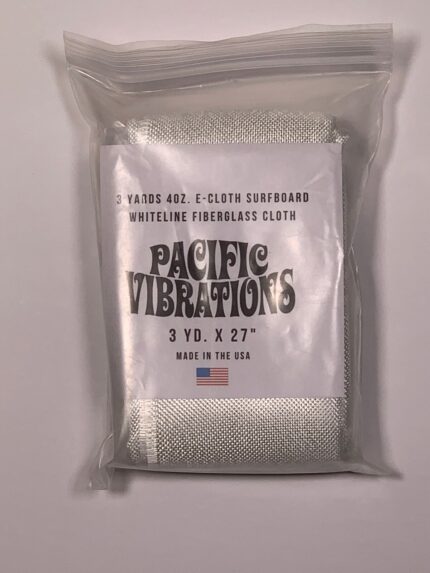 3 YARDS 4OZ. E-CLOTH SURFBOARD
WHITELINE FIBERGLASS CLOTH
PACIFIC
VIBRATIONS
3 YD. X 27"
MADE IN THE USA